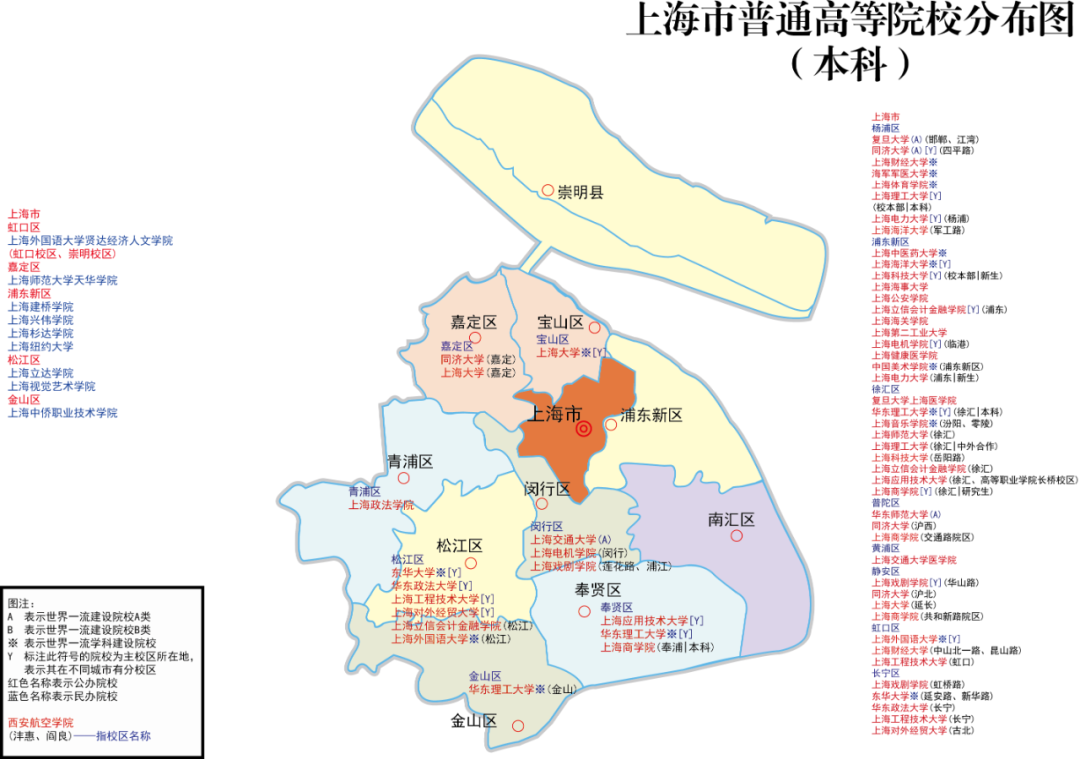 上海市普通高等院校分布图
（本科）
上海市
虹口区
上海外国语大学贤达经济人文学院
(虹口校区、崇明校区)
嘉定区
上海师范大学天华学院
浦东新区
上海建桥学院
上海兴伟学院
上海杉达学院
上海纽约大学
松江区
上海立达学院
上海视觉艺术学院
金山区
上海中侨职业技术学院
崇明县
嘉定区
嘉定区
同济大学(嘉定)
上海大学(嘉定)
宝山区
宝山区
上海大学※[Y]
上海市
浦东新区
青浦区
青浦区
上海政法学院
闵行区
闵行区
上海交通大学(A)
上海电机学院(闵行)
上海戏剧学院(莲花路、浦江)
南汇区
松江区
松江区
东华大学※[Y]
华东政法大学[Y]
上海工程技术大学[Y]
上海对外经贸大学[Y]
上海立信会计金融学院(松江)
上海外国语大学※(松江)
奉贤区
奉贤区
上海应用技术大学[Y]
华东理工大学※[Y]
上海商学院(奉浦|本科)
金山区
华东理工大学※(金山)
金山区
上海市
杨浦区
复旦大学(A)(邯郸、江湾)
同济大学(A)[Y](四平路)
上海财经大学※
海军军医大学※
上海体育学院※
上海理工大学[Y]
(校本部|本科)
上海电力大学[Y](杨浦)
上海海洋大学(军工路)
浦东新区
上海中医药大学※
上海海洋大学※[Y]
上海科技大学[Y](校本部|新生)
上海海事大学
上海公安学院
上海立信会计金融学院[Y](浦东)
上海海关学院
上海第二工业大学
上海电机学院[Y](临港)
上海健康医学院
中国美术学院※(浦东新区)
上海电力大学(浦东|新生)
徐汇区
复旦大学上海医学院
华东理工大学※[Y](徐汇|本科)
上海音乐学院※(汾阳、零陵)
上海师范大学(徐汇)
上海理工大学(徐汇|中外合作)
上海科技大学(岳阳路)
上海立信会计金融学院(徐汇)
上海应用技术大学(徐汇、高等职业学院长桥校区)
上海商学院[Y](徐汇|研究生)
普陀区
华东师范大学(A)
同济大学(沪西)
上海商学院(交通路院区)
黄浦区
上海交通大学医学院
静安区
上海戏剧学院[Y](华山路)
同济大学(沪北)
上海大学(延长)
上海商学院(共和新路院区)
虹口区
上海外国语大学※[Y]
上海财经大学(中山北一路、昆山路)
上海工程技术大学(虹口)
长宁区
上海戏剧学院(虹桥路)
东华大学※(延安路、新华路)
华东政法大学(长宁)
上海工程技术大学(长宁)
上海对外经贸大学(古北)
图注：
A 表示世界一流建设院校A类
B 表示世界一流建设院校B类
※ 表示世界一流学科建设院校
Y 标注此符号的院校为主校区所在地，
表示其在不同城市有分校区
红色名称表示公办院校
蓝色名称表示民办院校
西安航空学院
(沣惠、阎良)——指校区名称